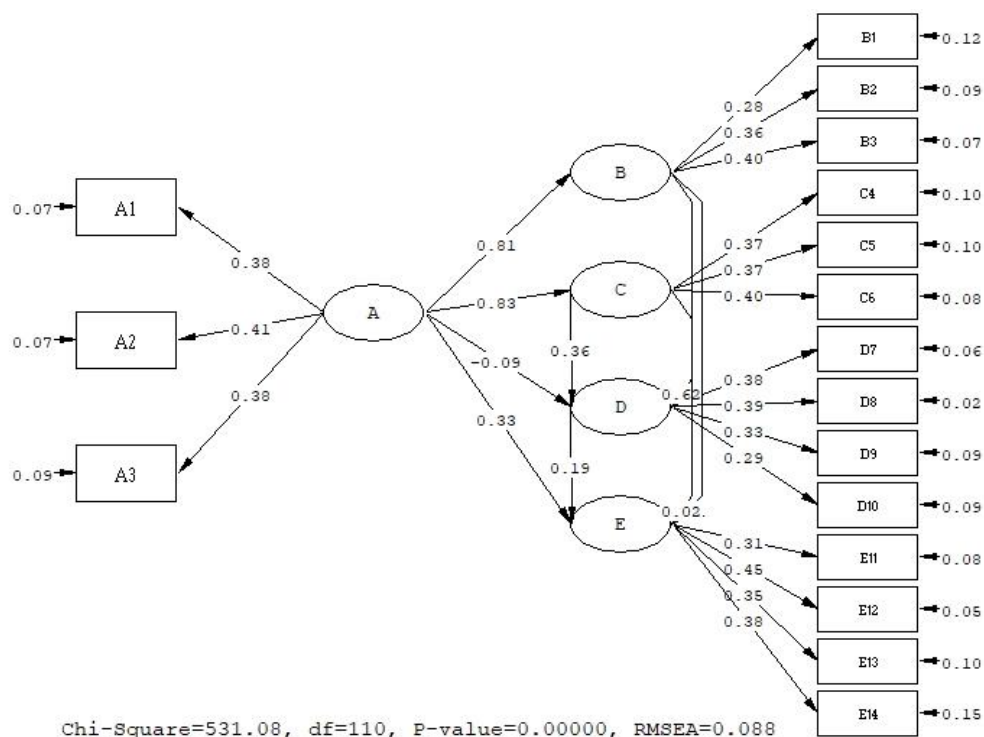 B1
0.12
0.28
B2
0.09
0.36
B3
0.07
0.40
B
C4
0.10
0.37
C5
0.10
0.37
C6
0.08
0.40
C
A1
0.07
0.38
A2
0.07
0.41
A3
0.09
0.38
A
0.81
0.83
-0.09
0.33
0.36
0.19
0.62
0.02
D7
0.06
0.38
D8
0.02
0.39
D9
0.09
0.33
D10
0.09
0.29
D
E11
0.08
0.31
E12
0.05
0.45
E13
0.10
0.35
E14
0.15
0.38
E
Chi-Square=531.08, df=110, P-value=0.00000, RMSEA=0.088